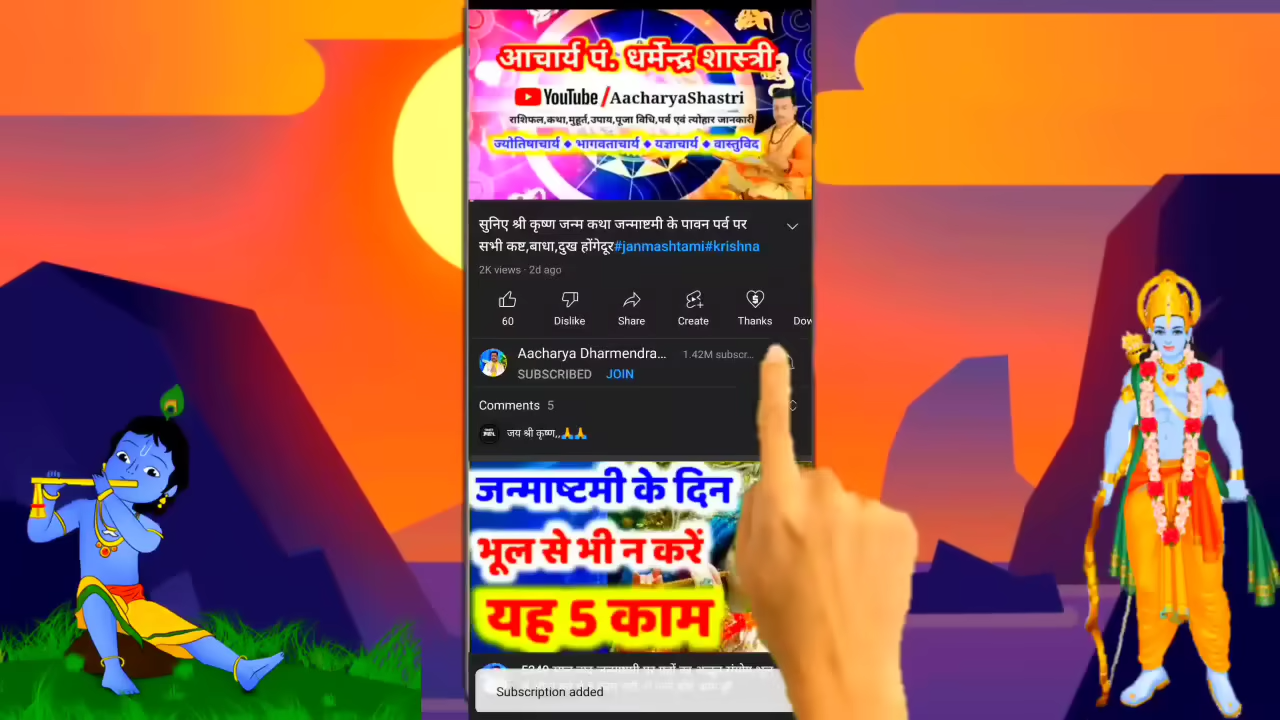 आचार्य पं. धर्मेन्द्र शास्त्री
YouTube /AacharyaShastri
राशिफल,कथा,मुहूर्त,उपाय,पूजा विधि,पर्व एवं त्योहार जानकारी
ज्योतिषाचार्य ◆ भागवताचार्य ◆ यज्ञाचार्य ◆ वास्तुविद
सुनिए श्री कृष्ण जन्म कथा जन्माष्टमी के पावन पर्व पर
सभी कष्ट,बाधा,दुख होंगेदूर#janmashtami#krishna
2K views · 2d ago
60 Dislike Share Create Thanks Dow
Aacharya Dharmendra... 1.42M subscr...
SUBSCRIBED JOIN
Comments 5
जय श्री कृष्ण,,🙏🙏
जन्माष्टमी के दिन
भूल से भी न करें
यह 5 काम
Subscription added